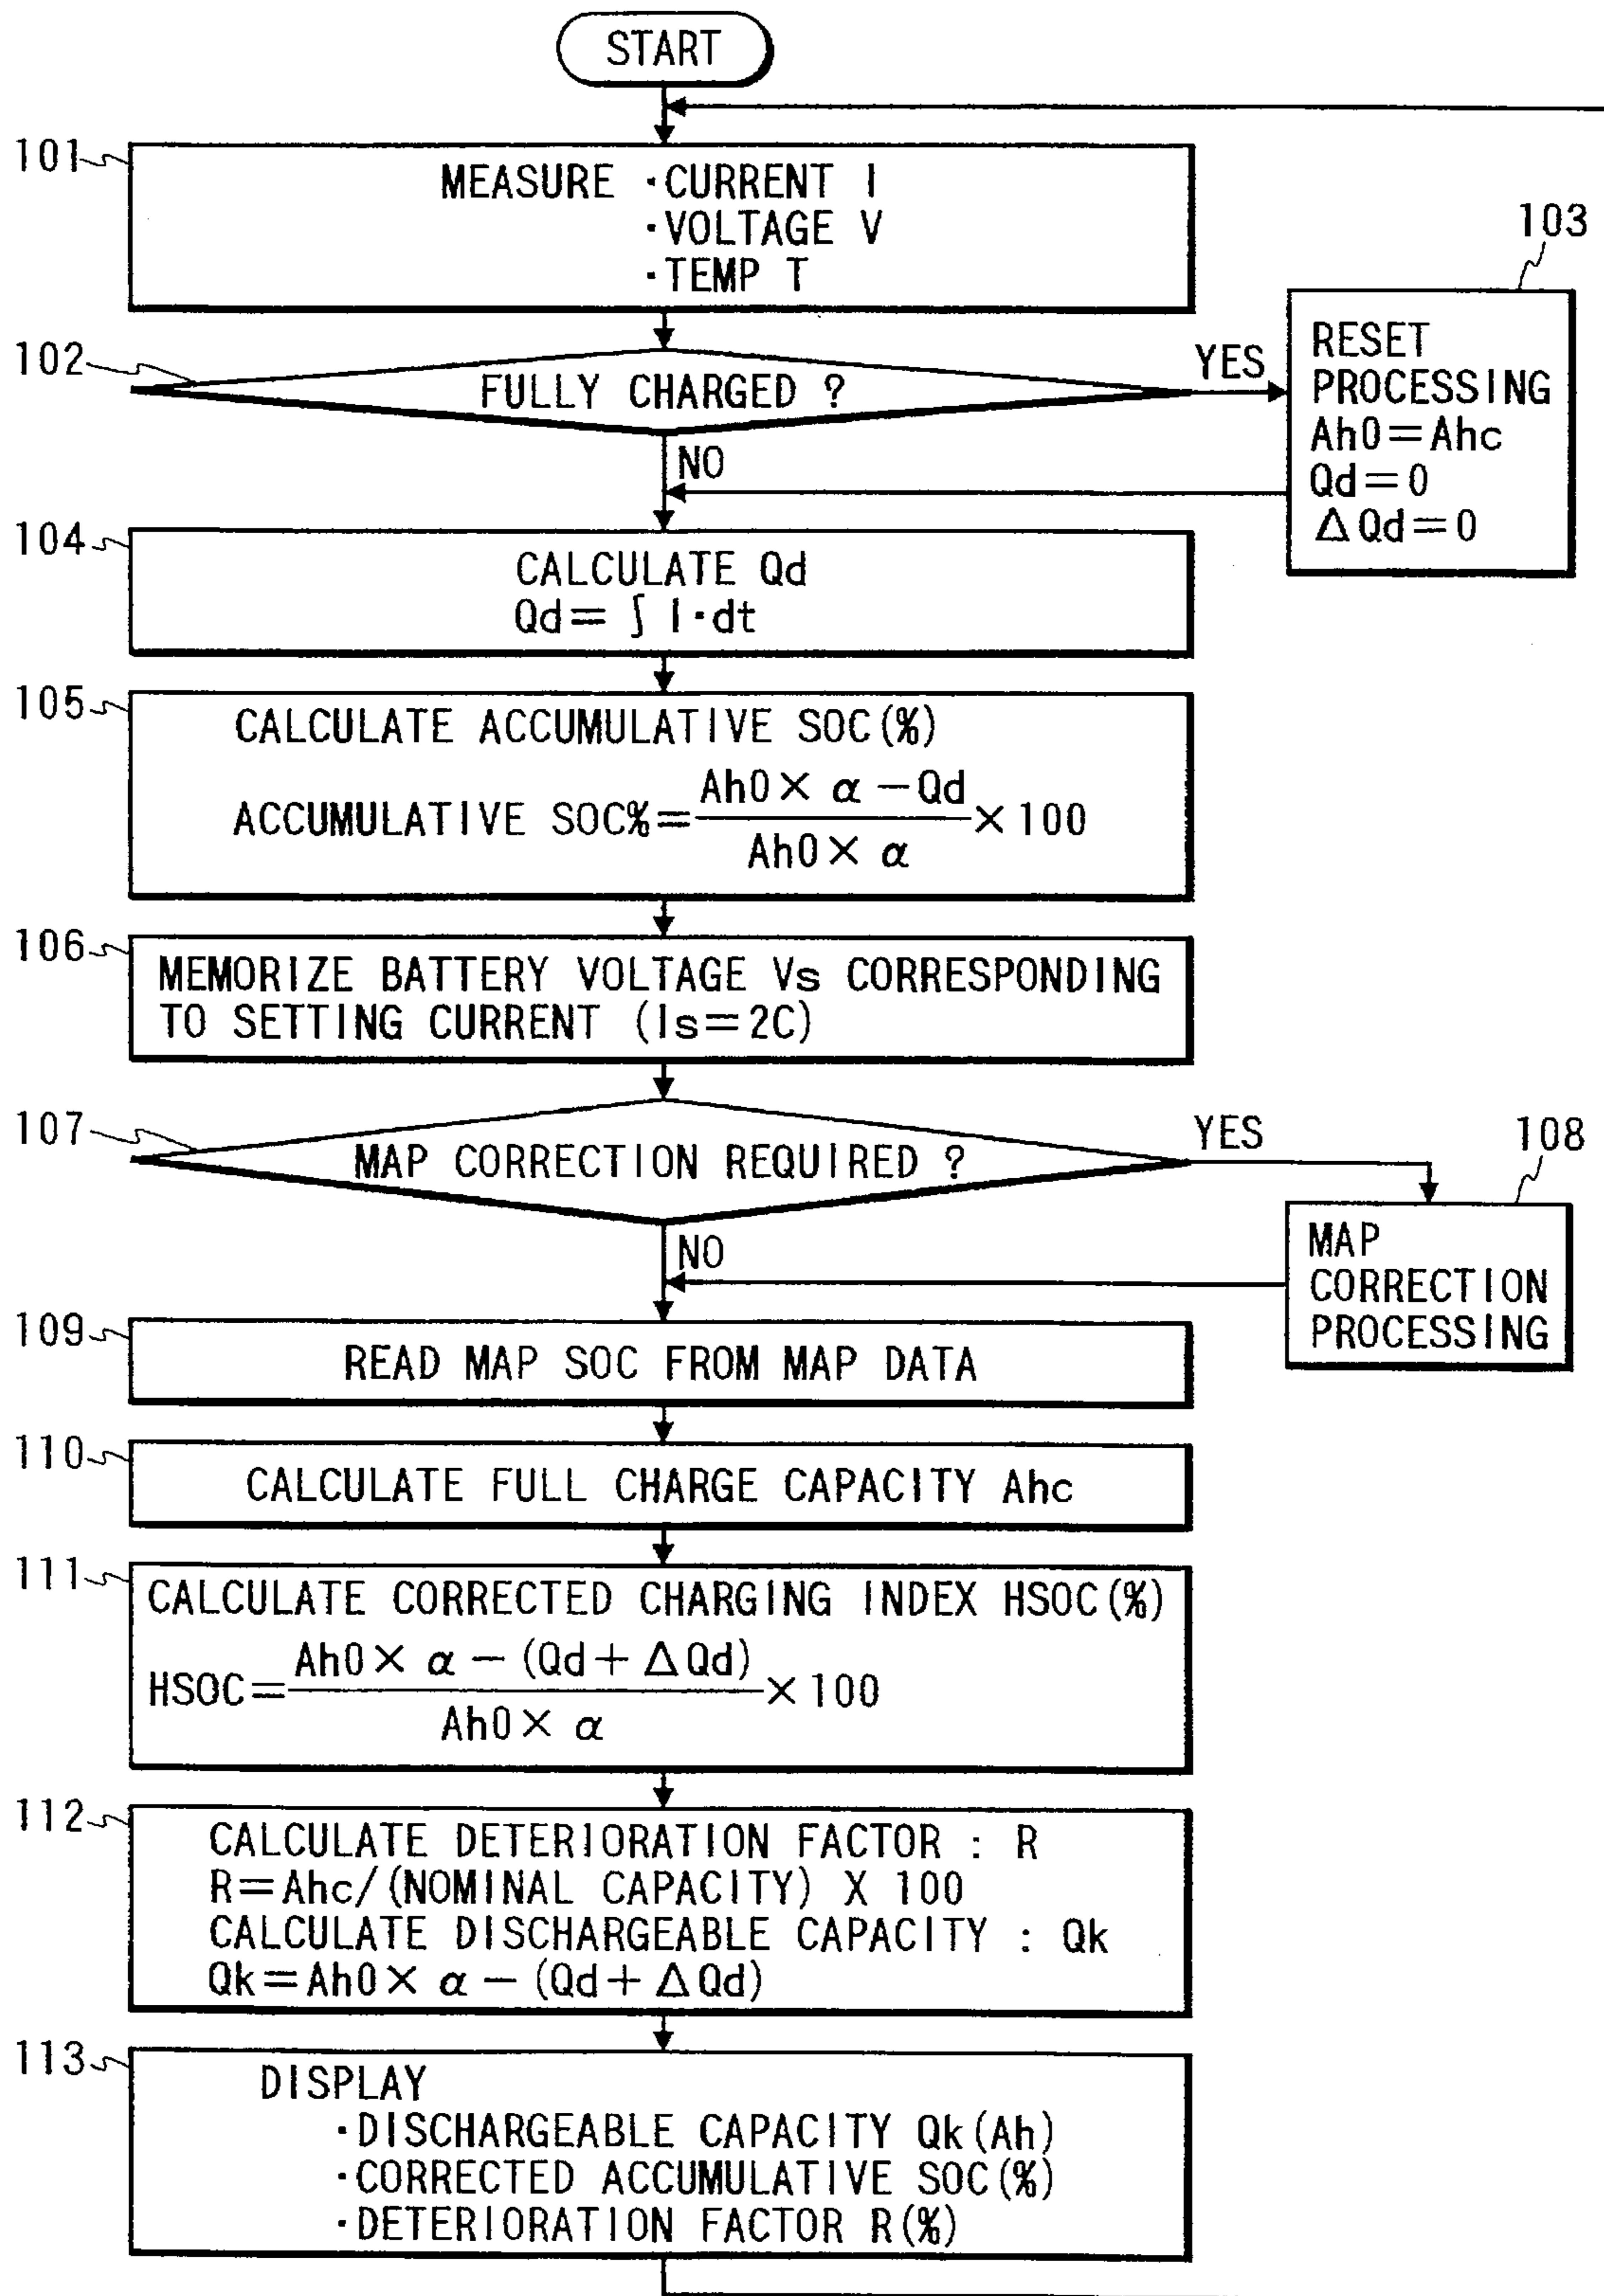 START
101
MEASURE ·CURRENT I
·VOLTAGE V
·TEMP T
102
FULLY CHARGED ?
YES
NO
103
RESET
PROCESSING
Ah0=Ahc
Qd=0
ΔQd=0
104
CALCULATE Qd
Qd=∫I·dt
105
CALCULATE ACCUMULATIVE SOC(%)
ACCUMULATIVE SOC%=(Ah0×α-Qd)/(Ah0×α)×100
106
MEMORIZE BATTERY VOLTAGE Vs CORRESPONDING
TO SETTING CURRENT (Is=2C)
107
MAP CORRECTION REQUIRED ?
YES
NO
108
MAP
CORRECTION
PROCESSING
109
READ MAP SOC FROM MAP DATA
110
CALCULATE FULL CHARGE CAPACITY Ahc
111
CALCULATE CORRECTED CHARGING INDEX HSOC(%)
HSOC=(Ah0×α-(Qd+ΔQd))/(Ah0×α)×100
112
CALCULATE DETERIORATION FACTOR : R
R=Ahc/(NOMINAL CAPACITY) X 100
CALCULATE DISCHARGEABLE CAPACITY : Qk
Qk=Ah0×α-(Qd+ΔQd)
113
DISPLAY
·DISCHARGEABLE CAPACITY Qk(Ah)
·CORRECTED ACCUMULATIVE SOC(%)
·DETERIORATION FACTOR R(%)